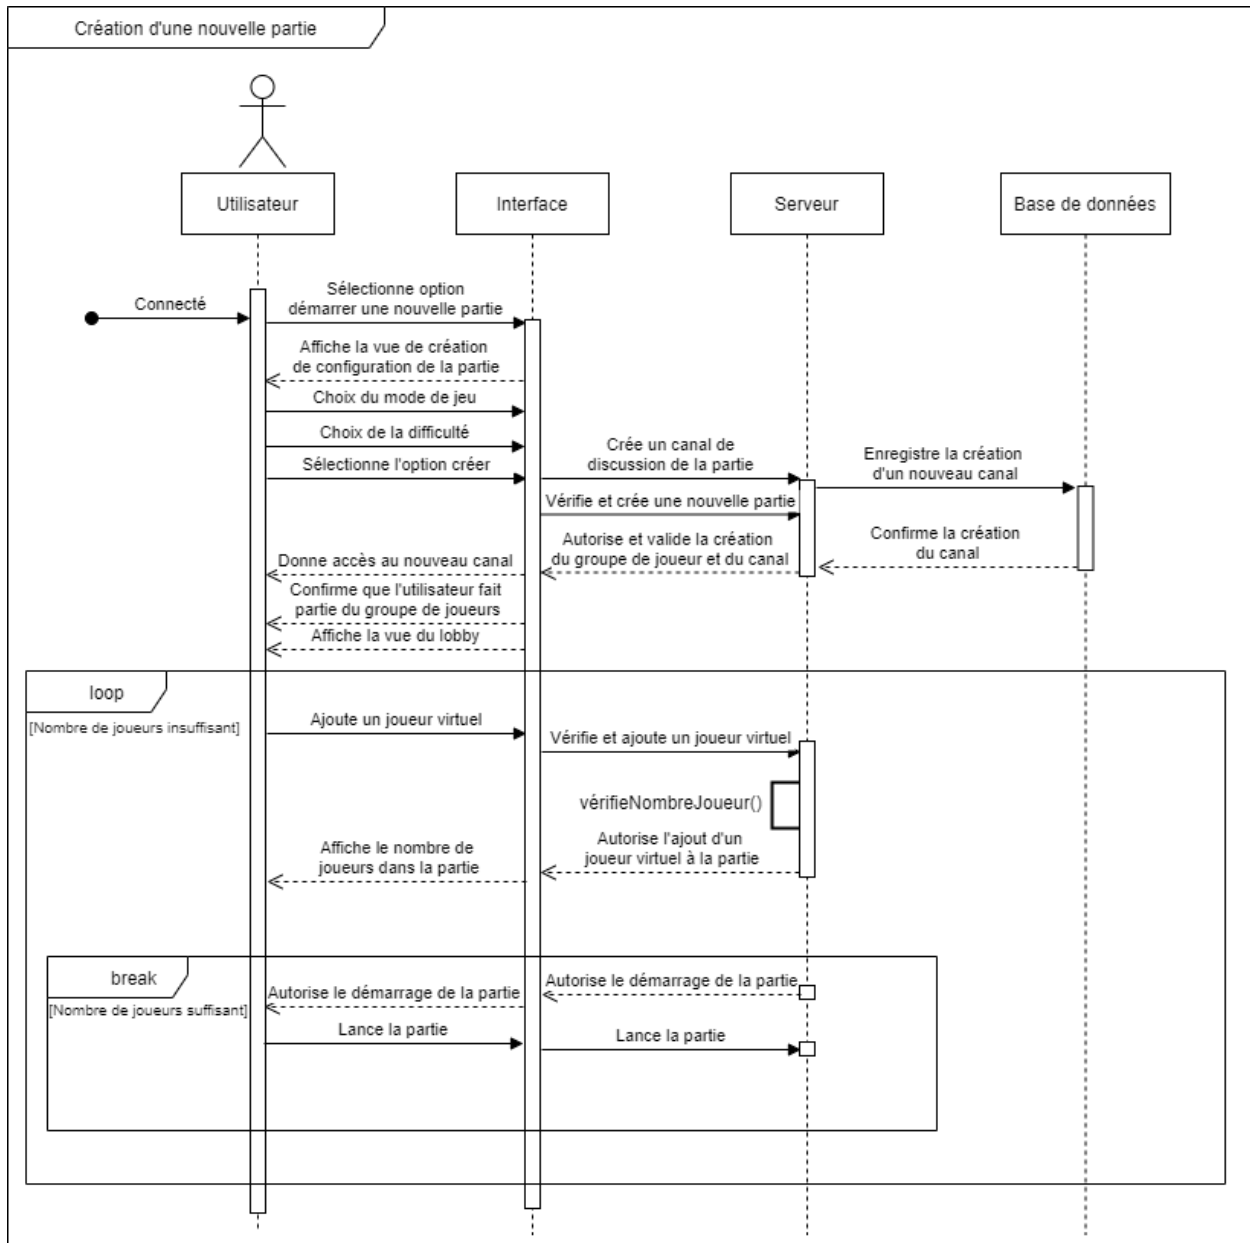 Création d'une nouvelle partie
Utilisateur
Interface
Serveur
Base de données
Connecté
Sélectionne option
démarrer une nouvelle partie
Affiche la vue de création
de configuration de la partie
Choix du mode de jeu
Choix de la difficulté
Sélectionne l'option créer
Crée un canal de
discussion de la partie
Enregistre la création
d'un nouveau canal
Vérifie et crée une nouvelle partie
Confirme la création
du canal
Autorise et valide la création
du groupe de joueur et du canal
Donne accès au nouveau canal
Confirme que l'utilisateur fait
partie du groupe de joueurs
Affiche la vue du lobby
loop
[Nombre de joueurs insuffisant]
Ajoute un joueur virtuel
Vérifie et ajoute un joueur virtuel
vérifieNombreJoueur()
Autorise l'ajout d'un
joueur virtuel à la partie
Affiche le nombre de
joueurs dans la partie
break
[Nombre de joueurs suffisant]
Autorise le démarrage de la partie
Autorise le démarrage de la partie
Lance la partie
Lance la partie